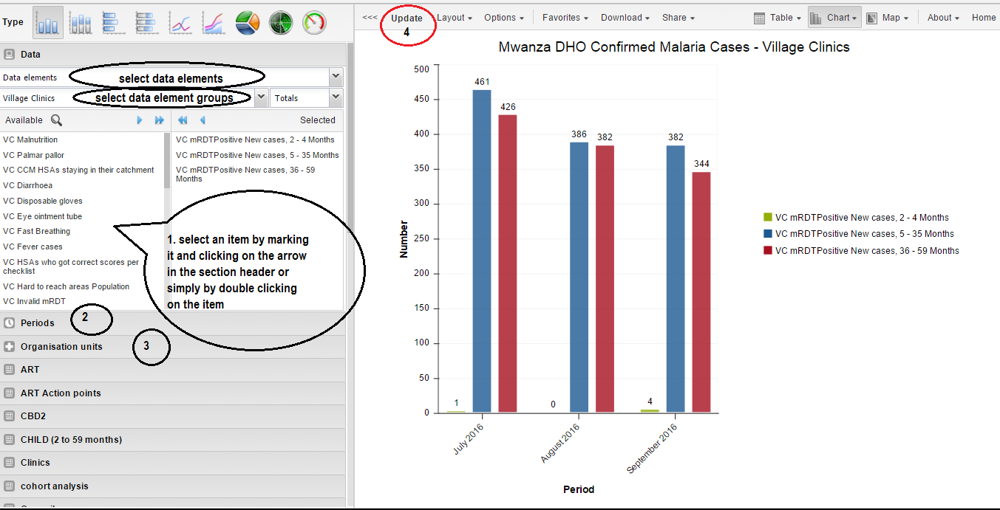 Type
<<< Update Layout Options Favorites Download Share Table Chart Map About Home
4
Data
Data elements select data elements
Village Clinics select data element groups Totals
Available Selected
VC Malnutrition
VC Palmar pallor
VC CCM HSAs staying in their catchment
VC Diarrhoea
VC Disposable gloves
VC Eye ointment tube
VC Fast Breathing
VC Fever cases
VC HSAs who got correct scores per
checklist
VC Hard to reach areas Population
VC Invalid mRDT
VC mRDTPositive New cases, 2 - 4 Months
VC mRDTPositive New cases, 5 - 35 Months
VC mRDTPositive New cases, 36 - 59
Months
1. select an item by marking
it and clicking on the arrow
in the section header or
simply by double clicking
on the item
Periods 2
Organisation units 3
ART
ART Action points
CBD2
CHILD (2 to 59 months)
Clinics
cohort analysis
Mwanza DHO Confirmed Malaria Cases - Village Clinics
Number
500
450
400
350
300
250
200
150
100
50
0
1 461 426
0 386 382
4 382 344
July 2016
August 2016
September 2016
Period
VC mRDTPositive New cases, 2 - 4 Months
VC mRDTPositive New cases, 5 - 35 Months
VC mRDTPositive New cases, 36 - 59 Months